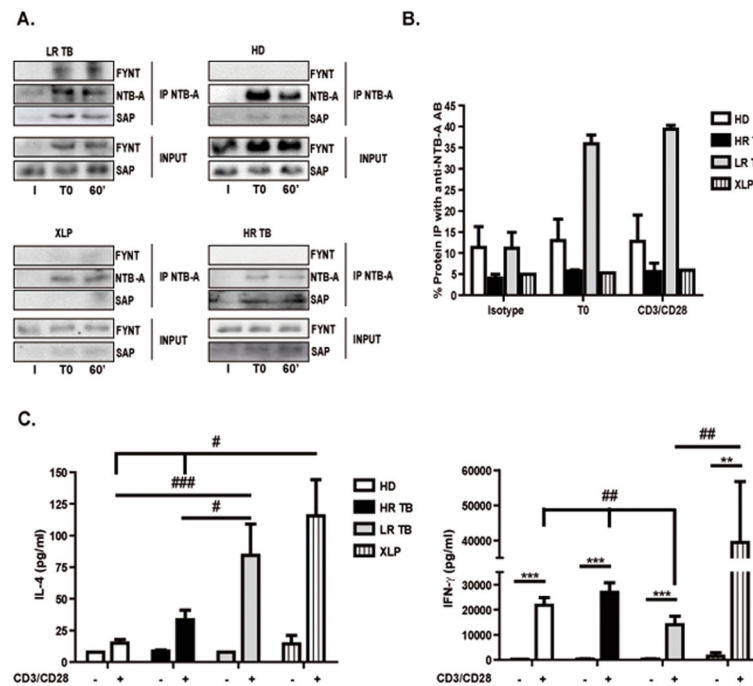 A.
LR TB
FYNT
NTB-A
SAP
IP NTB-A
FYNT
SAP
INPUT
I T0 60'
HD
FYNT
NTB-A
SAP
IP NTB-A
FYNT
SAP
INPUT
I T0 60'
XLP
FYNT
NTB-A
SAP
IP NTB-A
FYNT
SAP
INPUT
I T0 60'
HR TB
FYNT
NTB-A
SAP
IP NTB-A
FYNT
SAP
INPUT
I T0 60'
B.
% Protein IP with anti-NTB-A AB
45
40
35
30
25
20
15
10
5
0
Isotype T0 CD3/CD28
HD
HR T
LR T
XLP
C.
IL-4 (pg/ml)
150
125
100
75
50
25
0
#
###
#
CD3/CD28 - + - + - + - +
HD
HR TB
LR TB
XLP
IFN-γ (pg/ml)
60000
50000
40000
30000
20000
10000
0
##
**
##
***
***
***
CD3/CD28 - + - + - + - +